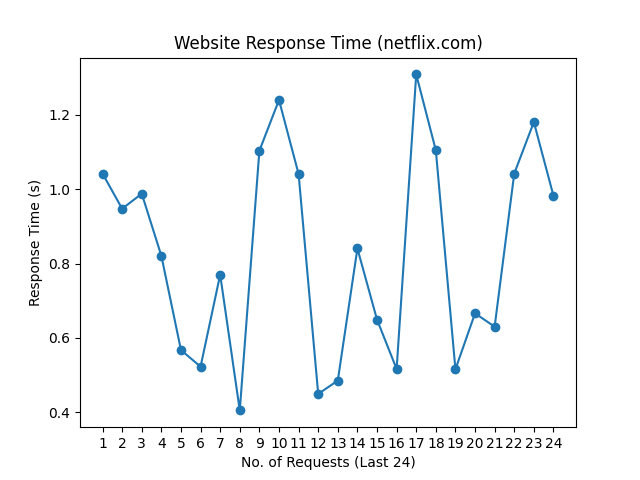 Website Response Time (netflix.com)
Response Time (s)
1.2
1.0
0.8
0.6
0.4
1 2 3 4 5 6 7 8 9 10 11 12 13 14 15 16 17 18 19 20 21 22 23 24
No. of Requests (Last 24)